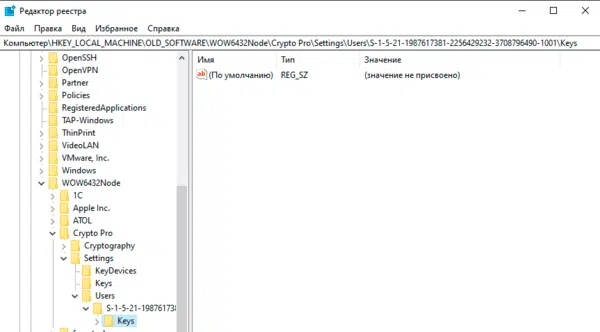 Редактор реестра
Файл Правка Вид Избранное Справка
Компьютер\HKEY_LOCAL_MACHINE\OLD_SOFTWARE\WOW6432Node\Crypto Pro\Settings\Users\S-1-5-21-1987617381-2256429232-3708796490-1001\Keys
Имя Тип Значение
ab (По умолчанию) REG_SZ (значение не присвоено)
OpenSSH
OpenVPN
Partner
Policies
RegisteredApplications
TAP-Windows
ThinPrint
VideoLAN
VMware, Inc.
Windows
WOW6432Node
1C
Apple Inc.
ATOL
Crypto Pro
Cryptography
Settings
KeyDevices
Keys
Users
S-1-5-21-19876173
Keys